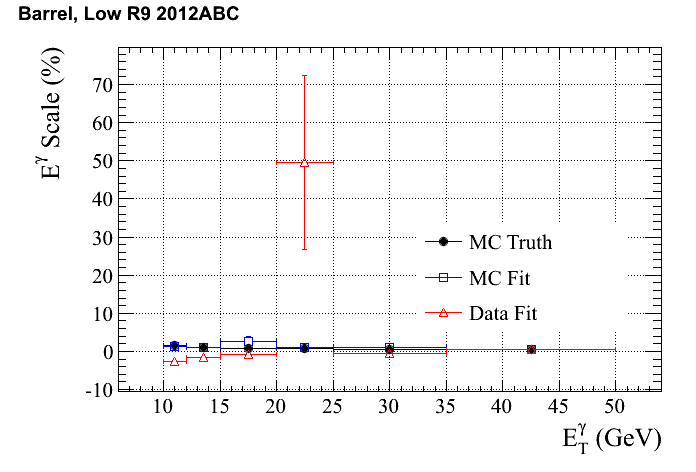 Barrel, Low R9 2012ABC
E^γ Scale (%)
70
60
50
40
30
20
10
0
-10
MC Truth
MC Fit
Data Fit
10 15 20 25 30 35 40 45 50
E_T^γ (GeV)